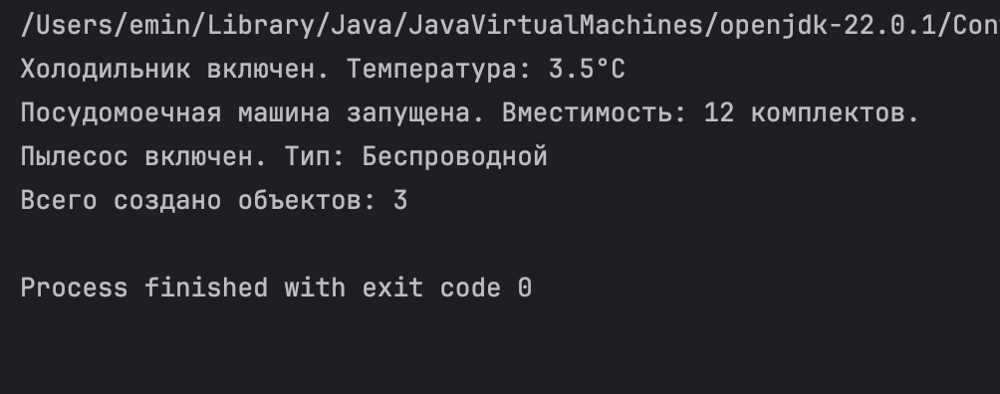 /Users/emin/Library/Java/JavaVirtualMachines/openjdk-22.0.1/Con
Холодильник включен. Температура: 3.5°C
Посудомоечная машина запущена. Вместимость: 12 комплектов.
Пылесос включен. Тип: Беспроводной
Всего создано объектов: 3
Process finished with exit code 0